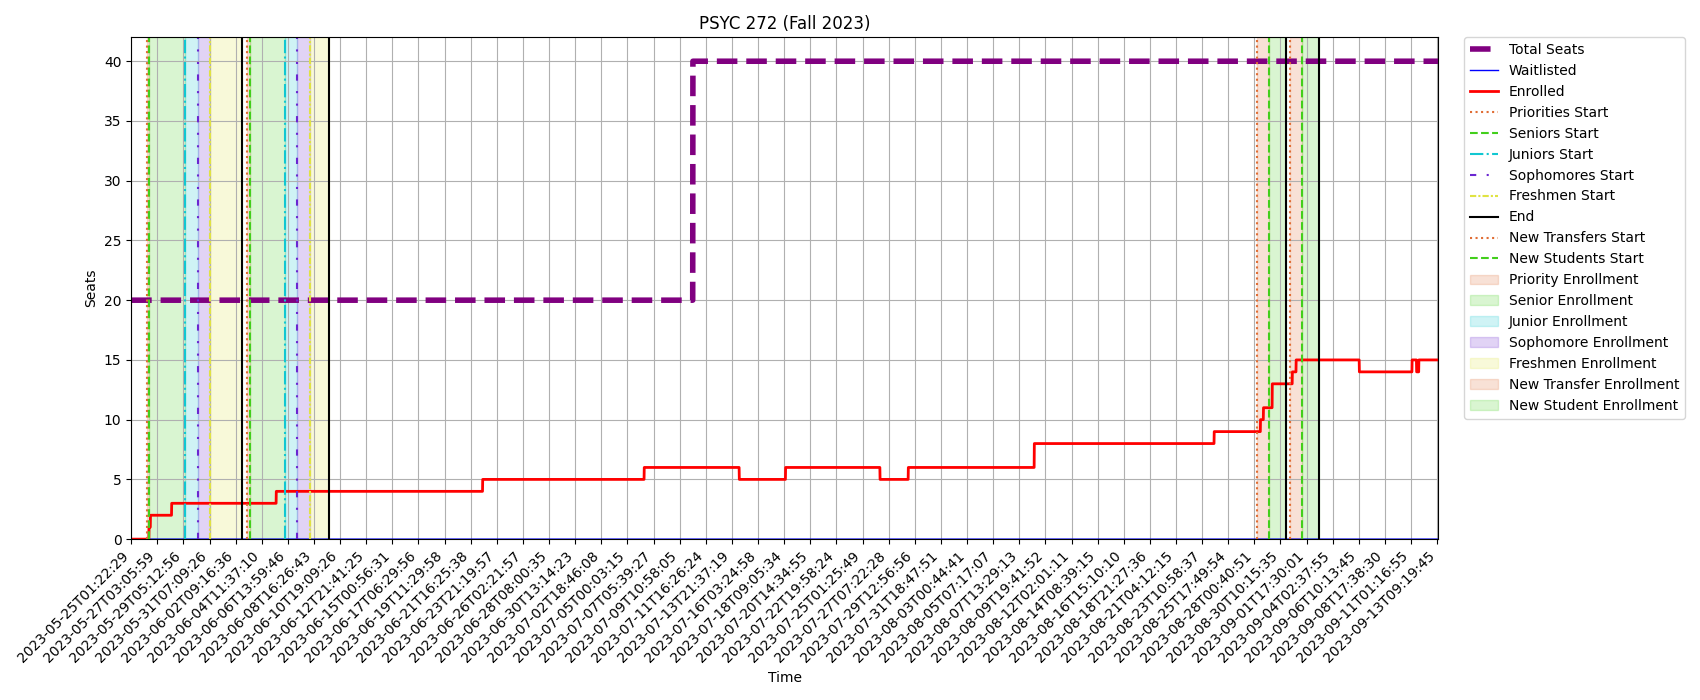 PSYC 272 (Fall 2023)
Seats
40
35
30
25
20
15
10
5
0
2023-05-25T01:22:29
2023-05-27T03:05:59
2023-05-29T05:12:56
2023-05-31T07:09:26
2023-06-02T09:16:36
2023-06-04T11:37:10
2023-06-06T13:59:46
2023-06-08T16:26:43
2023-06-10T19:09:26
2023-06-12T21:41:25
2023-06-15T00:56:31
2023-06-17T06:29:56
2023-06-19T11:29:58
2023-06-21T16:25:38
2023-06-23T21:19:57
2023-06-26T02:21:57
2023-06-28T08:00:35
2023-06-30T13:14:23
2023-07-02T18:46:08
2023-07-05T00:03:15
2023-07-07T05:39:27
2023-07-09T10:58:05
2023-07-11T16:26:24
2023-07-13T21:37:19
2023-07-16T03:24:58
2023-07-18T09:05:34
2023-07-20T14:34:55
2023-07-22T19:58:24
2023-07-25T01:25:49
2023-07-27T07:22:28
2023-07-29T12:56:56
2023-07-31T18:47:51
2023-08-03T00:44:41
2023-08-05T07:17:07
2023-08-07T13:29:13
2023-08-09T19:41:52
2023-08-12T02:01:11
2023-08-14T08:39:15
2023-08-16T15:10:10
2023-08-18T21:27:36
2023-08-21T04:12:15
2023-08-23T10:58:37
2023-08-25T17:49:54
2023-08-28T00:40:51
2023-08-30T10:15:35
2023-09-01T17:30:01
2023-09-04T02:37:55
2023-09-06T10:13:45
2023-09-08T17:38:30
2023-09-11T01:16:55
2023-09-13T09:19:45
Time
Total Seats
Waitlisted
Enrolled
Priorities Start
Seniors Start
Juniors Start
Sophomores Start
Freshmen Start
End
New Transfers Start
New Students Start
Priority Enrollment
Senior Enrollment
Junior Enrollment
Sophomore Enrollment
Freshmen Enrollment
New Transfer Enrollment
New Student Enrollment